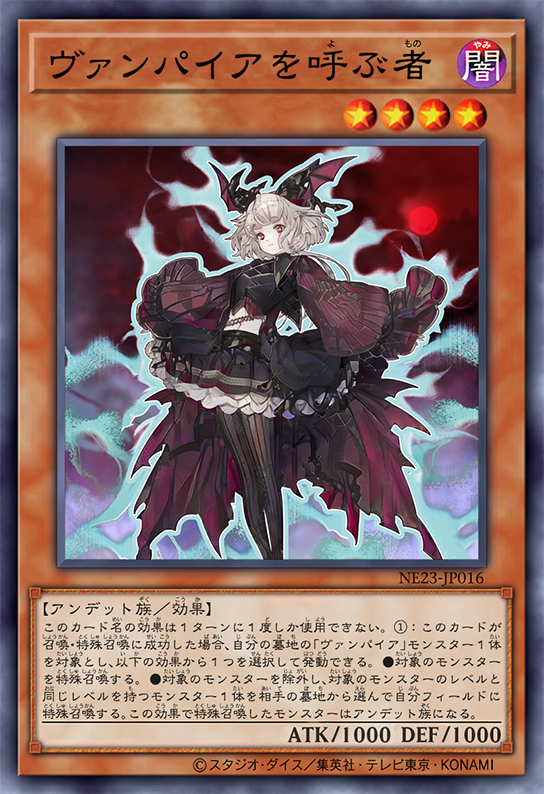 ヴァンパイアを呼ぶ者
闇
NE23-JP016
【アンデット族／効果】
このカード名の効果は１ターンに１度しか使用できない。①：このカードが
召喚・特殊召喚に成功した場合、自分の墓地の「ヴァンパイア」モンスター１体
を対象とし、以下の効果から１つを選択して発動できる。●対象のモンスター
を特殊召喚する。●対象のモンスターを除外し、対象のモンスターのレベルと
同じレベルを持つモンスター１体を相手の墓地から選んで自分フィールドに
特殊召喚する。この効果で特殊召喚したモンスターはアンデット族になる。
ATK/1000 DEF/1000
©スタジオ・ダイス／集英社・テレビ東京・KONAMI